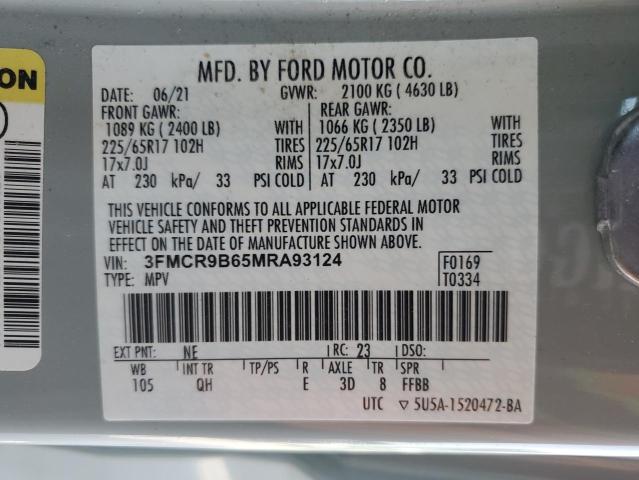 ON
MFD. BY FORD MOTOR CO.
DATE: 06/21 GVWR: 2100 KG ( 4630 LB)
FRONT GAWR: REAR GAWR:
1089 KG ( 2400 LB) WITH 1066 KG ( 2350 LB) WITH
225/65R17 102H TIRES 225/65R17 102H TIRES
17x7.0J RIMS 17x7.0J RIMS
AT 230 kPa/ 33 PSI COLD AT 230 kPa/ 33 PSI COLD
THIS VEHICLE CONFORMS TO ALL APPLICABLE FEDERAL MOTOR
VEHICLE SAFETY AND THEFT PREVENTION STANDARDS IN
EFFECT ON THE DATE OF MANUFACTURE SHOWN ABOVE.
VIN: 3FMCR9B65MRA93124 F0169
TYPE: MPV T0334
EXT PNT: NE RC: 23 DSO:
WB INT TR TP/PS R AXLE TR SPR
105 QH E 3D 8 FFBB
UTC ▽ 5U5A-1520472-BA